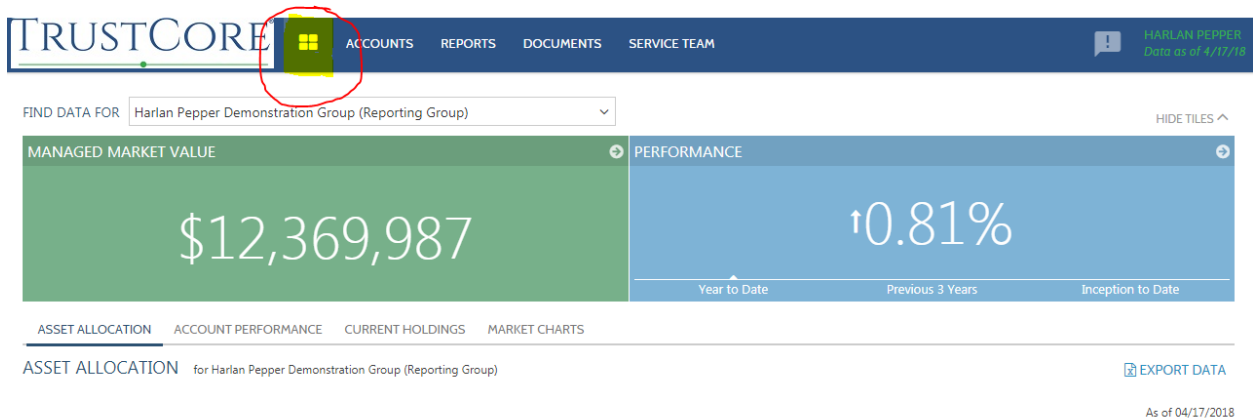 TRUSTCORE®
ACCOUNTS REPORTS DOCUMENTS SERVICE TEAM
HARLAN PEPPER
Data as of 4/17/18
FIND DATA FOR Harlan Pepper Demonstration Group (Reporting Group)
HIDE TILES
MANAGED MARKET VALUE
$12,369,987
PERFORMANCE
0.81%
Year to Date Previous 3 Years Inception to Date
ASSET ALLOCATION ACCOUNT PERFORMANCE CURRENT HOLDINGS MARKET CHARTS
ASSET ALLOCATION for Harlan Pepper Demonstration Group (Reporting Group)
EXPORT DATA
As of 04/17/2018